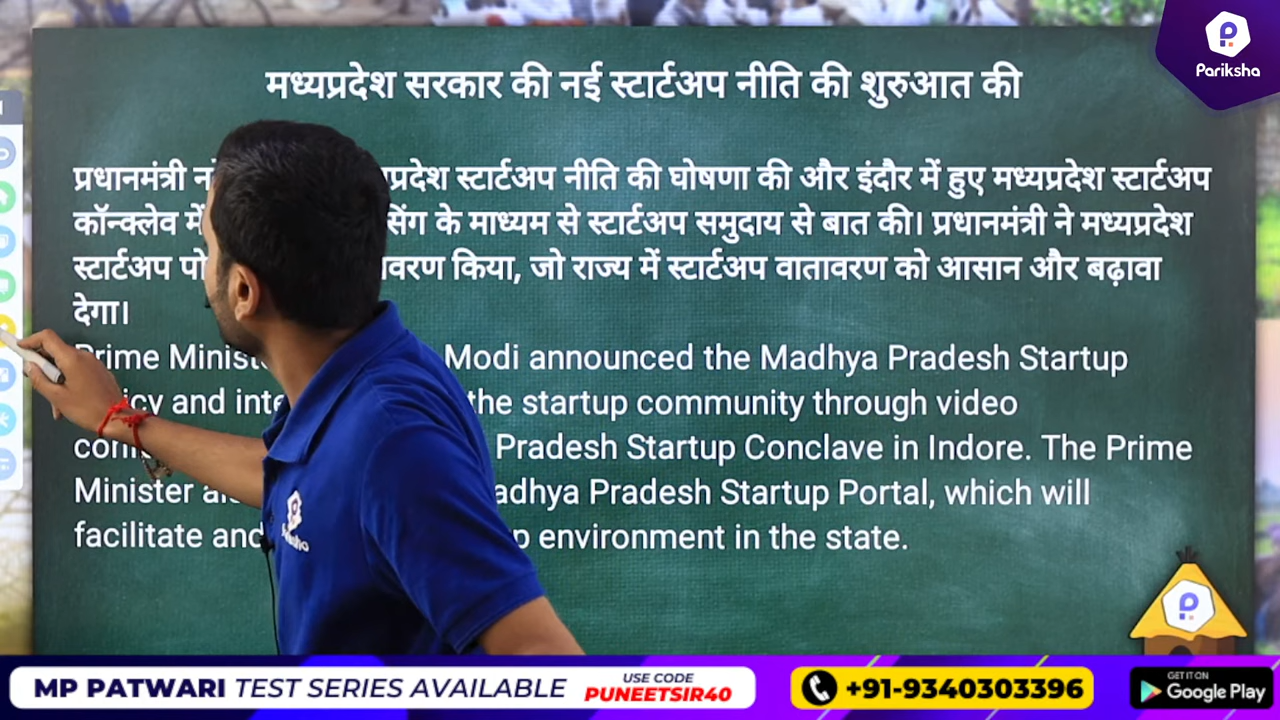 Pariksha
मध्यप्रदेश सरकार की नई स्टार्टअप नीति की शुरुआत की
प्रधानमंत्री स्टार्टअप नीति की घोषणा की और इंदौर में हुए मध्यप्रदेश स्टार्टअप
कॉन्क्लेव में के माध्यम से स्टार्टअप समुदाय से बात की। प्रधानमंत्री ने मध्यप्रदेश
स्टार्टअप किया, जो राज्य में स्टार्टअप वातावरण को आसान और बढ़ावा
देगा।
Prime Modi announced the Madhya Pradesh Startup
and the startup community through video
Pradesh Startup Conclave in Indore. The Prime
Minister Pradesh Startup Portal, which will
facilitate and environment in the state.
MP PATWARI TEST SERIES AVAILABLE
USE CODE
PUNEETSIR40
+91-9340303396
GET IT ON
Google Play